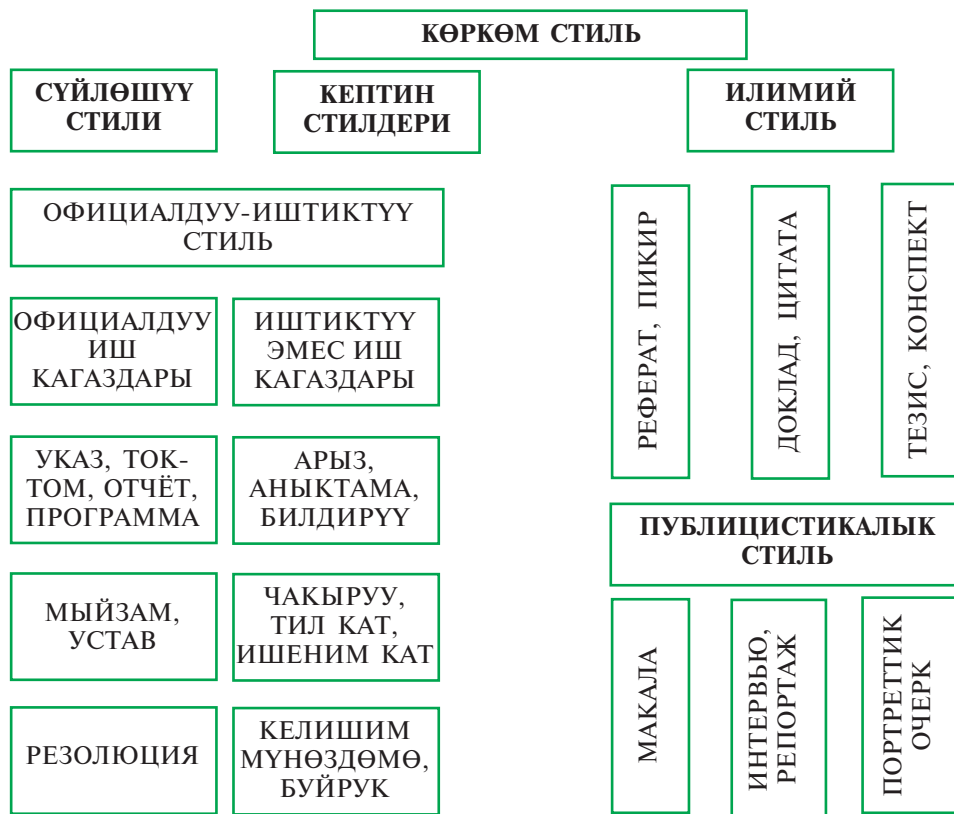 КӨРКӨМ СТИЛЬ
СҮЙЛӨШҮҮ
СТИЛИ
КЕПТИН
СТИЛДЕРИ
ИЛИМИЙ
СТИЛЬ
ОФИЦИАЛДУУ-ИШТИКТҮҮ
СТИЛЬ
ОФИЦИАЛДУУ
ИШ
КАГАЗДАРЫ
ИШТИКТҮҮ
ЭМЕС ИШ
КАГАЗДАРЫ
УКАЗ, ТОК-
ТОМ, ОТЧЁТ,
ПРОГРАММА
АРЫЗ,
АНЫКТАМА,
БИЛДИРҮҮ
МЫЙЗАМ,
УСТАВ
ЧАКЫРУУ,
ТИЛ КАТ,
ИШЕНИМ КАТ
РЕЗОЛЮЦИЯ
КЕЛИШИМ
МҮНӨЗДӨМӨ,
БУЙРУК
РЕФЕРАТ, ПИКИР
ДОКЛАД, ЦИТАТА
ТЕЗИС, КОНСПЕКТ
ПУБЛИЦИСТИКАЛЫК
СТИЛЬ
МАКАЛА
ИНТЕРВЬЮ,
РЕПОРТАЖ
ПОРТРЕТТИК
ОЧЕРК